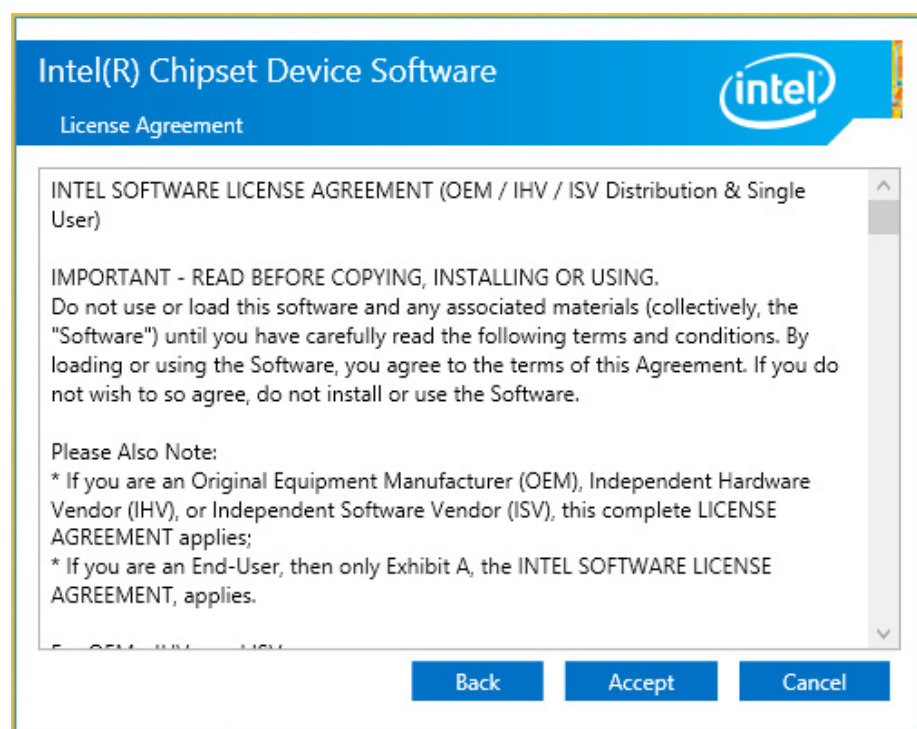 Intel(R) Chipset Device Software
intel
License Agreement
INTEL SOFTWARE LICENSE AGREEMENT (OEM / IHV / ISV Distribution & Single
User)
IMPORTANT - READ BEFORE COPYING, INSTALLING OR USING.
Do not use or load this software and any associated materials (collectively, the
"Software") until you have carefully read the following terms and conditions. By
loading or using the Software, you agree to the terms of this Agreement. If you do
not wish to so agree, do not install or use the Software.
Please Also Note:
* If you are an Original Equipment Manufacturer (OEM), Independent Hardware
Vendor (IHV), or Independent Software Vendor (ISV), this complete LICENSE
AGREEMENT applies;
* If you are an End-User, then only Exhibit A, the INTEL SOFTWARE LICENSE
AGREEMENT, applies.
Back Accept Cancel